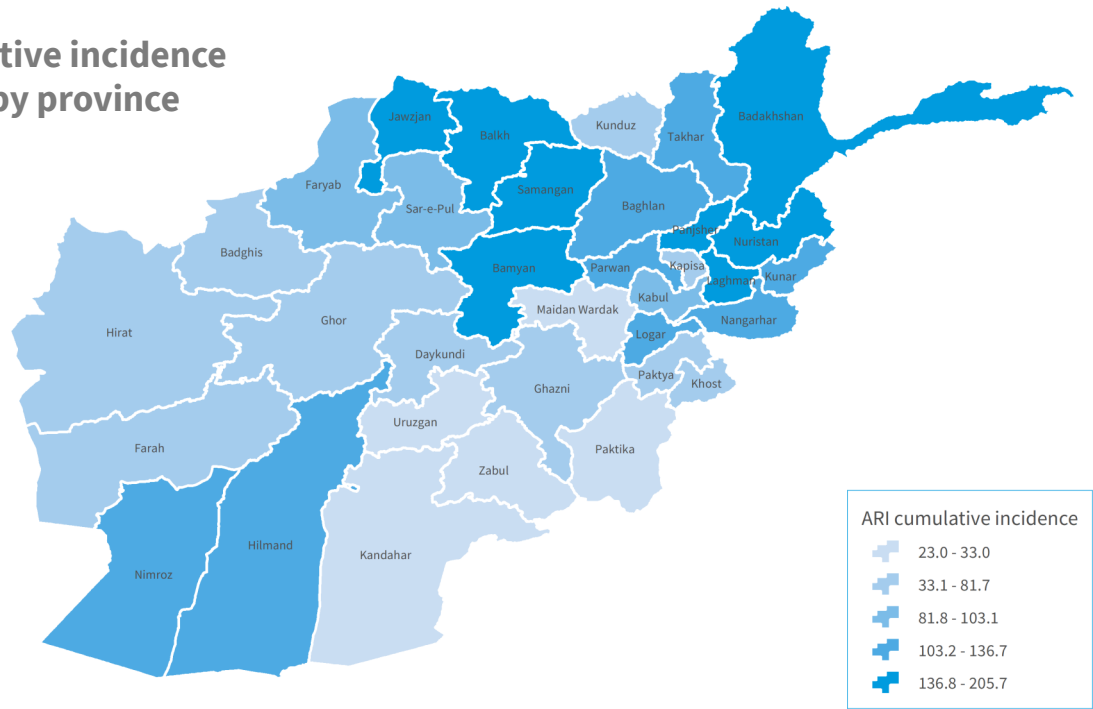 tive incidence
by province
Jawzjan
Balkh
Kunduz
Takhar
Badakhshan
Faryab
Sar-e-Pul
Samangan
Baghlan
Panjsher
Nuristan
Badghis
Bamyan
Parwan
Kapisa
Laghman
Kunar
Hirat
Ghor
Maidan Wardak
Kabul
Nangarhar
Logar
Daykundi
Ghazni
Paktya
Khost
Uruzgan
Farah
Zabul
Paktika
Hilmand
Kandahar
Nimroz
ARI cumulative incidence
23.0 - 33.0
33.1 - 81.7
81.8 - 103.1
103.2 - 136.7
136.8 - 205.7